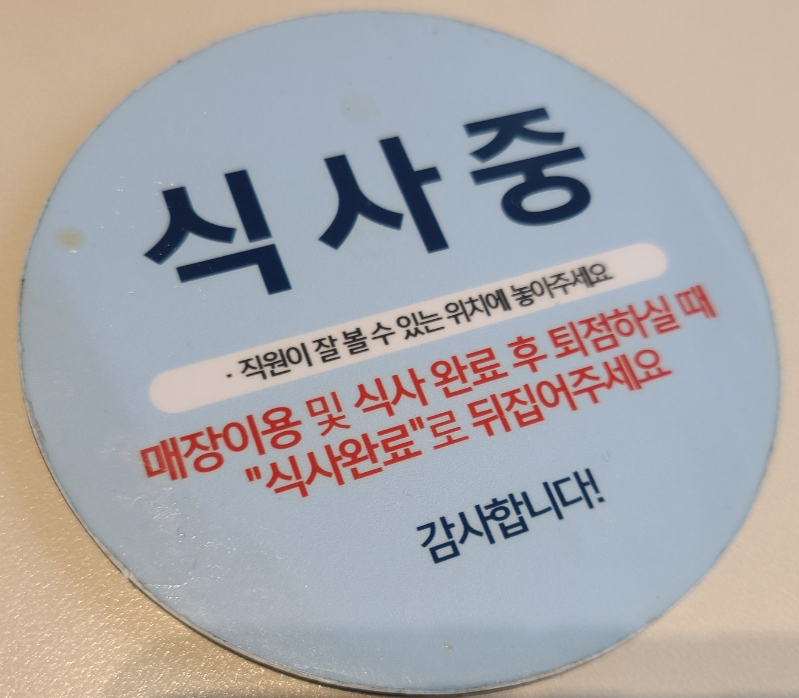 식사중
· 직원이 잘 볼 수 있는 위치에 놓아주세요
매장이용 및 식사 완료 후 퇴점하실 때
"식사완료"로 뒤집어주세요
감사합니다!